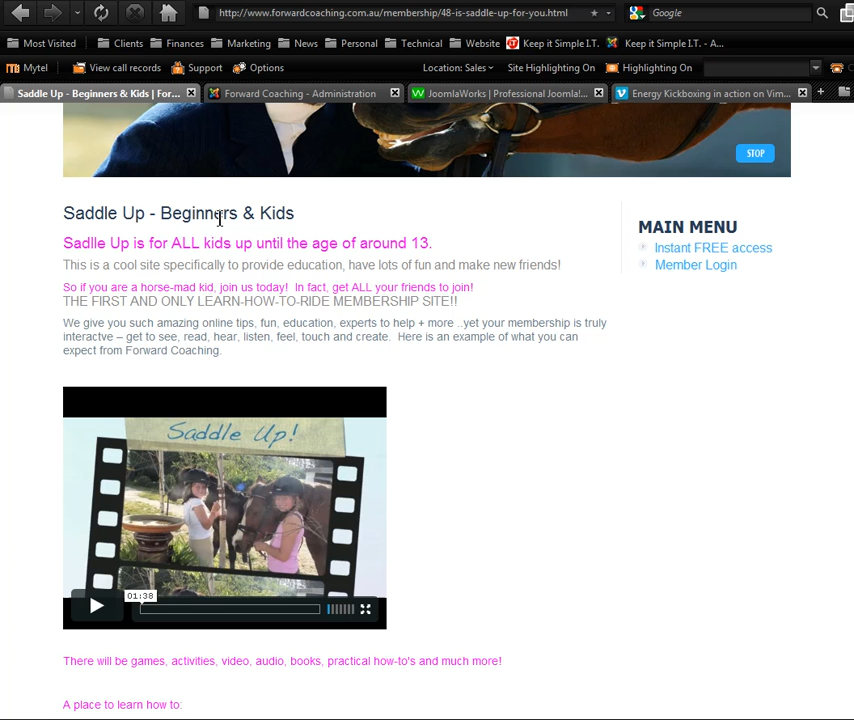 http://www.forwardcoaching.com.au/membership/48-is-saddle-up-for-you.html
Google
Most Visited Clients Finances Marketing News Personal Technical Website Keep it Simple I.T. Keep it Simple I.T. - A...
Mytel View call records Support Options Location: Sales Site Highlighting On Highlighting On
Saddle Up - Beginners & Kids | For... Forward Coaching - Administration JoomlaWorks | Professional Joomla!... Energy Kickboxing in action on Vim...
STOP
Saddle Up - Beginners & Kids
Sadlle Up is for ALL kids up until the age of around 13.
This is a cool site specifically to provide education, have lots of fun and make new friends!
So if you are a horse-mad kid, join us today! In fact, get ALL your friends to join!
THE FIRST AND ONLY LEARN-HOW-TO-RIDE MEMBERSHIP SITE!!
We give you such amazing online tips, fun, education, experts to help + more ..yet your membership is truly
interactve – get to see, read, hear, listen, feel, touch and create. Here is an example of what you can
expect from Forward Coaching.
MAIN MENU
Instant FREE access
Member Login
Saddle Up!
01:38
There will be games, activities, video, audio, books, practical how-to's and much more!
A place to learn how to: